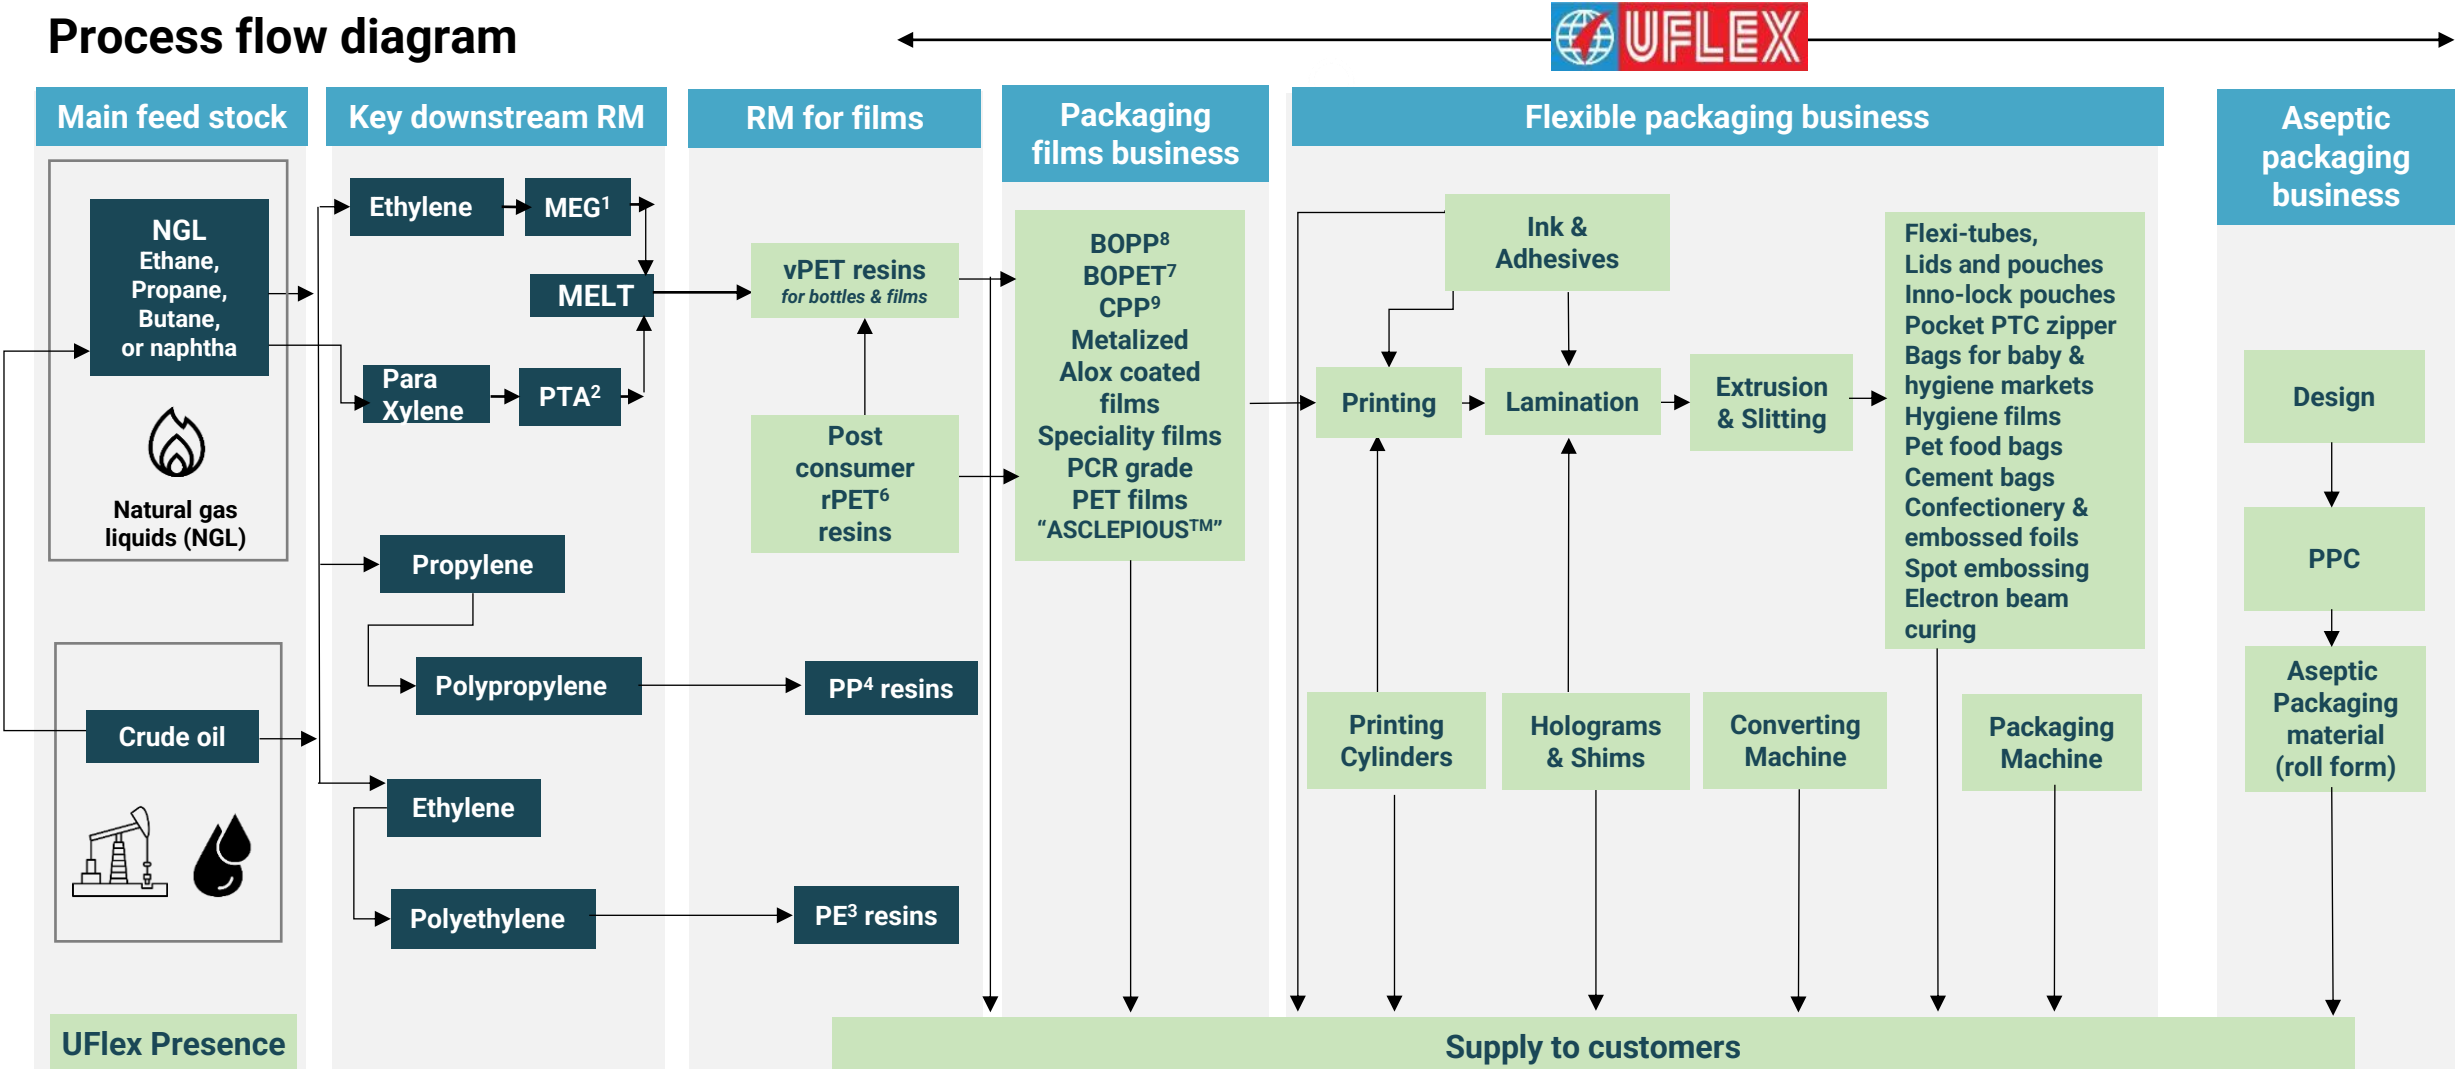 Process flow diagram
UFLEX
Main feed stock
NGL
Ethane,
Propane,
Butane,
or naphtha
Natural gas
liquids (NGL)
Crude oil
UFlex Presence
Key downstream RM
Ethylene
MEG¹
MELT
Para
Xylene
PTA²
Propylene
Polypropylene
Ethylene
Polyethylene
RM for films
vPET resins
for bottles & films
Post
consumer
rPET⁶
resins
PP⁴ resins
PE³ resins
Packaging
films business
BOPP⁸
BOPET⁷
CPP⁹
Metalized
Alox coated
films
Speciality films
PCR grade
PET films
“ASCLEPIOUS™”
Flexible packaging business
Ink &
Adhesives
Printing
Lamination
Extrusion
& Slitting
Flexi-tubes,
Lids and pouches
Inno-lock pouches
Pocket PTC zipper
Bags for baby &
hygiene markets
Hygiene films
Pet food bags
Cement bags
Confectionery &
embossed foils
Spot embossing
Electron beam
curing
Printing
Cylinders
Holograms
& Shims
Converting
Machine
Packaging
Machine
Aseptic
packaging
business
Design
PPC
Aseptic
Packaging
material
(roll form)
Supply to customers